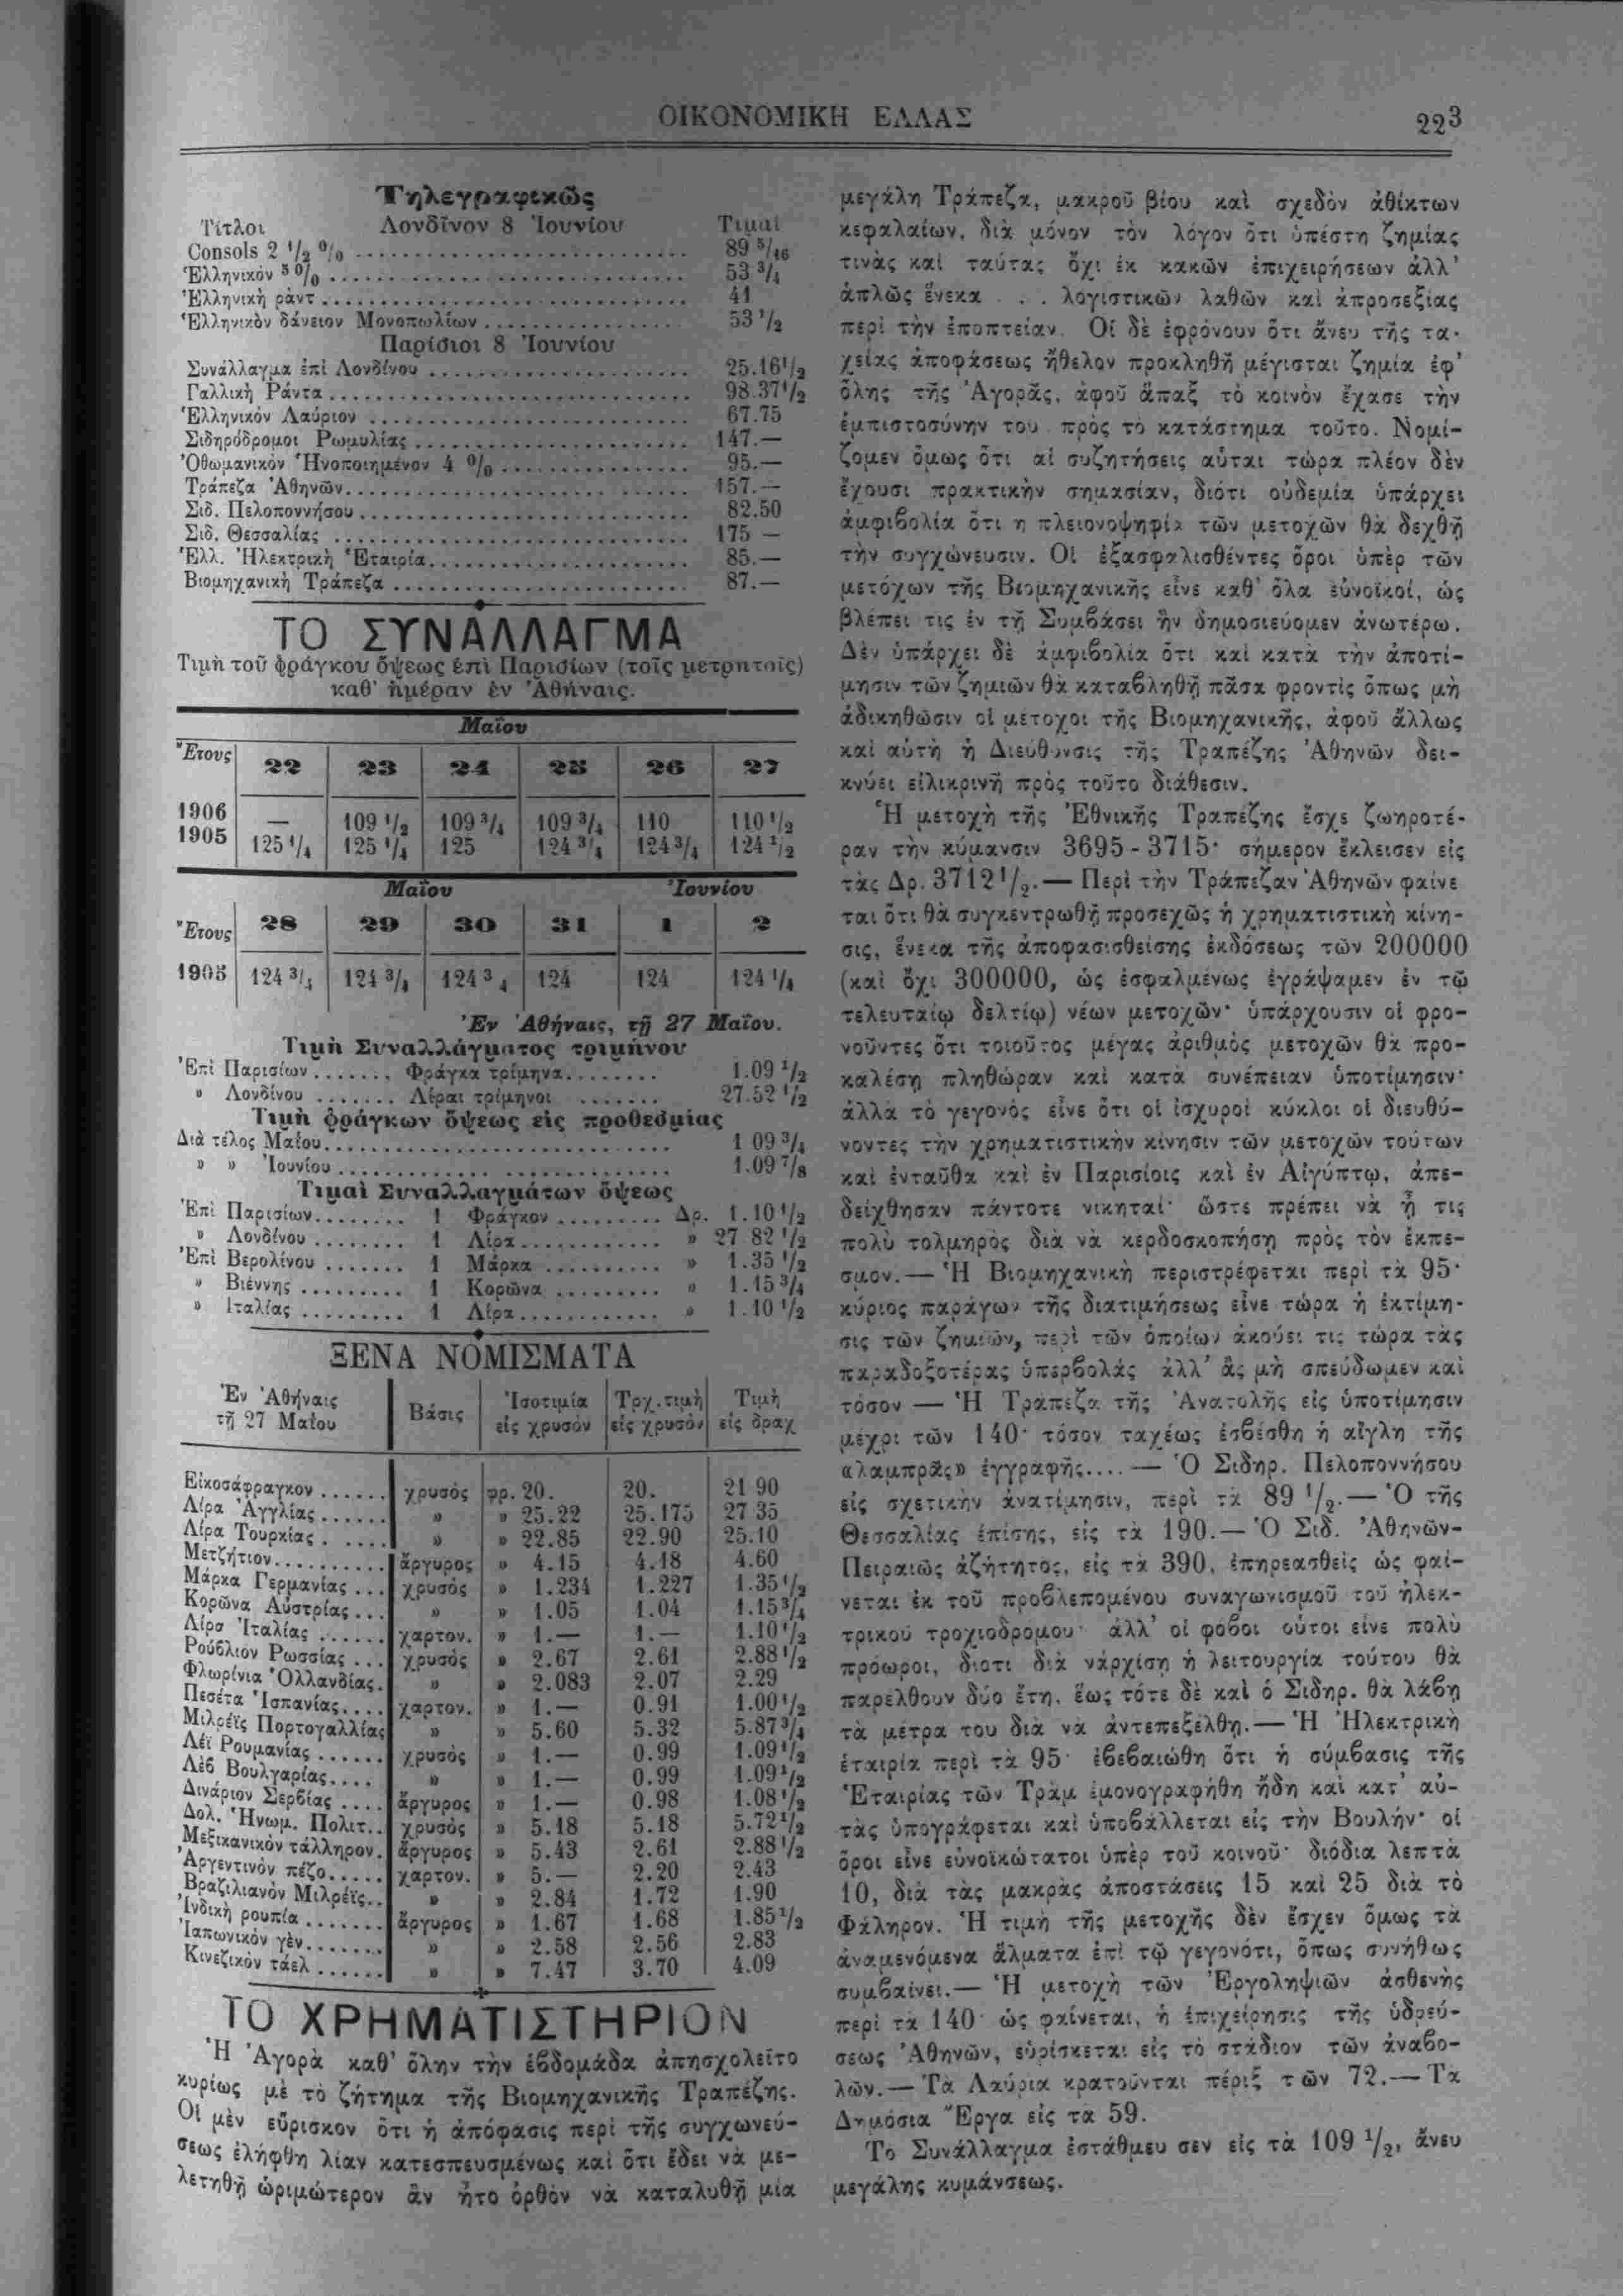 ΟΙΚΟΝΟΜΙΚΗ ΕΛΛΑΣ
223
Τηλεγραφικῶς
Τίτλοι Λονδῖνον 8 Ἰουνίου Τιμαὶ
Consols 2 1/2 0/0 89 5/16
Ἑλληνικόν 5 0/0 53 3/4
Ἑλληνικὴ ράντ 41
Ἑλληνικὸν δάνειον Μονοπωλίων 53 1/2
Παρίσιοι 8 Ἰουνίου
Συνάλλαγμα ἐπὶ Λονδίνου 25.16 1/2
Γαλλικὴ Ράντα 98.37 1/2
Ἑλληνικόν Λαύριον 67.75
Σιδηρόδρομοι Ρωμυλίας 147.—
Ὀθωμανικόν Ἡνοποιημένον 4 0/0 95.—
Τράπεζα Ἀθηνῶν 157.—
Σιδ. Πελοποννήσου 82.50
Σιδ. Θεσσαλίας 175 —
Ἑλλ. Ἠλεκτρικὴ Ἑταιρία 85.—
Βιομηχανικὴ Τράπεζα 87.—
ΤΟ ΣΥΝΑΛΛΑΓΜΑ
Τιμὴ τοῦ φράγκου ὄψεως ἐπὶ Παρισίων (τοῖς μετρητοῖς)
καθ' ἡμέραν ἐν Ἀθήναις.
Μαΐου
Ἔτους 22 23 24 25 26 27
1906 — 109 1/2 109 3/4 109 3/4 110 110 1/2
1905 125 1/4 125 1/4 125 124 3/4 124 3/4 124 1/2
Μαΐου Ἰουνίου
Ἔτους 28 29 30 31 1 2
1905 124 3/4 124 3/4 124 3/4 124 124 124 1/4
Ἐν Ἀθήναις, τῇ 27 Μαΐου.
Τιμὴ Συναλλάγματος τριμήνου
Ἐπὶ Παρισίων Φράγκα τρίμηνα 1.09 1/2
» Λονδίνου Λίραι τρίμηνοι 27.52 1/2
Τιμὴ φράγκων ὄψεως εἰς προθεσμίας
Διὰ τέλος Μαΐου 1 09 3/4
» » Ἰουνίου 1.09 7/8
Τιμαὶ Συναλλαγμάτων ὄψεως
Ἐπὶ Παρισίων 1 Φράγκον Δρ. 1.10 1/2
» Λονδίνου 1 Λίρα » 27 82 1/2
Ἐπὶ Βερολίνου 1 Μάρκα » 1.35 1/2
» Βιέννης 1 Κορῶνα » 1.15 3/4
» Ἰταλίας 1 Λίρα » 1.10 1/2
ΞΕΝΑ ΝΟΜΙΣΜΑΤΑ
Ἐν Ἀθήναις Βάσις Ἰσοτιμία Τρχ. τιμὴ Τιμὴ
τῇ 27 Μαΐου εἰς χρυσόν εἰς χρυσὸν εἰς δραχ
Εἰκοσάφραγκον χρυσὸς φρ. 20. 20. 21 90
Λίρα Ἀγγλίας » » 25.22 25.175 27 35
Λίρα Τουρκίας » » 22.85 22.90 25.10
Μετζήτιον ἄργυρος » 4.15 4.18 4.60
Μάρκα Γερμανίας χρυσὸς » 1.234 1.227 1.35 1/2
Κορῶνα Αὐστρίας » » 1.05 1.04 1.15 3/4
Λίρα Ἰταλίας χαρτον. » 1.— 1.— 1.10 1/2
Ρούβλιον Ρωσσίας χρυσὸς » 2.67 2.61 2.88 1/2
Φλωρίνια Ὁλλανδίας. » » 2.083 2.07 2.29
Πεσέτα Ἰσπανίας χαρτον. » 1.— 0.91 1.00 1/2
Μιλρέϊς Πορτογαλλίας » » 5.60 5.32 5.87 3/4
Λέϊ Ρουμανίας χρυσὸς » 1.— 0.99 1.09 1/2
Λέβ Βουλγαρίας » » 1.— 0.99 1.09 1/2
Δινάριον Σερβίας ἄργυρος » 1.— 0.98 1.08 1/2
Δολ. Ἡνωμ. Πολιτ. χρυσὸς » 5.18 5.18 5.72 1/2
Μεξικανικὸν τάλληρον. ἄργυρος » 5.43 2.61 2.88 1/2
Ἀργεντινὸν πέζο χαρτον. » 5.— 2.20 2.43
Βραζιλιανὸν Μιλρέϊς » » 2.84 1.72 1.90
Ἰνδικὴ ρουπία ἄργυρος » 1.67 1.68 1.85 1/2
Ἰαπωνικὸν γὲν » » 2.58 2.56 2.83
Κινεζικὸν τάελ » » 7.47 3.70 4.09
ΤΟ ΧΡΗΜΑΤΙΣΤΗΡΙΟΝ
Ἡ Ἀγορὰ καθ' ὅλην τὴν ἑβδομάδα ἀπησχολεῖτο
κυρίως μὲ τὸ ζήτημα τῆς Βιομηχανικῆς Τραπέζης.
Οἱ μὲν εὕρισκον ὅτι ἡ ἀπόφασις περὶ τῆς συγχωνεύ-
σεως ἐλήφθη λίαν κατεσπευσμένως καὶ ὅτι ἔδει νὰ με-
λετηθῇ ὡριμώτερον ἂν ἦτο ὀρθὸν νὰ καταλυθῇ μία
μεγάλη Τράπεζα, μακροῦ βίου καὶ σχεδὸν ἀθίκτων
κεφαλαίων, διὰ μόνον τὸν λόγον ὅτι ὑπέστη ζημίας
τινὰς καὶ ταύτας ὄχι ἐκ κακῶν ἐπιχειρήσεων ἀλλ'
ἁπλῶς ἕνεκα . . λογιστικῶν λαθῶν καὶ ἀπροσεξίας
περὶ τὴν ἐποπτείαν. Οἱ δὲ ἐφρόνουν ὅτι ἄνευ τῆς τα-
χείας ἀποφάσεως ἤθελον προκληθῇ μέγισται ζημία ἐφ'
ὅλης τῆς Ἀγορᾶς, ἀφοῦ ἅπαξ τὸ κοινὸν ἔχασε τὴν
ἐμπιστοσύνην του πρὸς τὸ κατάστημα τοῦτο. Νομί-
ζομεν ὅμως ὅτι αἱ συζητήσεις αὗται τώρα πλέον δὲν
ἔχουσι πρακτικὴν σημασίαν, διότι οὐδεμία ὑπάρχει
ἀμφιβολία ὅτι η πλειονοψηφία τῶν μετοχῶν θὰ δεχθῇ
τὴν συγχώνευσιν. Οἱ ἐξασφαλισθέντες ὅροι ὑπὲρ τῶν
μετόχων τῆς Βιομηχανικῆς εἶνε καθ' ὅλα εὐνοϊκοί, ὡς
βλέπει τις ἐν τῇ Συμβάσει ἣν δημοσιεύομεν ἀνωτέρω.
Δὲν ὑπάρχει δὲ ἀμφιβολία ὅτι καὶ κατὰ τὴν ἀποτί-
μησιν τῶν ζημιῶν θὰ καταβληθῇ πᾶσα φροντὶς ὅπως μὴ
ἀδικηθῶσιν οἱ μέτοχοι τῆς Βιομηχανικῆς, ἀφοῦ ἄλλως
καὶ αὐτὴ ἡ Διεύθυνσις τῆς Τραπέζης Ἀθηνῶν δει-
κνύει εἰλικρινῆ πρὸς τοῦτο διάθεσιν.
Ἡ μετοχὴ τῆς Ἐθνικῆς Τραπέζης ἔσχε ζωηροτέ-
ραν τὴν κύμανσιν 3695 - 3715· σήμερον ἔκλεισεν εἰς
τὰς Δρ. 3712 1/2.— Περὶ τὴν Τράπεζαν Ἀθηνῶν φαίνε
ται ὅτι θὰ συγκεντρωθῇ προσεχῶς ἡ χρηματιστικὴ κίνη-
σις, ἕνεκα τῆς ἀποφασισθείσης ἐκδόσεως τῶν 200000
(καὶ ὄχι 300000, ὡς ἐσφαλμένως ἐγράψαμεν ἐν τῷ
τελευταίῳ δελτίῳ) νέων μετοχῶν· ὑπάρχουσιν οἱ φρο-
νοῦντες ὅτι τοιοῦτος μέγας ἀριθμὸς μετοχῶν θὰ προ-
καλέσῃ πληθώραν καὶ κατὰ συνέπειαν ὑποτίμησιν·
ἀλλὰ τὸ γεγονὸς εἶνε ὅτι οἱ ἰσχυροὶ κύκλοι οἱ διευθύ-
νοντες τὴν χρηματιστικὴν κίνησιν τῶν μετοχῶν τούτων
καὶ ἐνταῦθα καὶ ἐν Παρισίοις καὶ ἐν Αἰγύπτῳ, ἀπε-
δείχθησαν πάντοτε νικηταί· ὥστε πρέπει νὰ ᾖ τις
πολὺ τολμηρὸς διὰ νὰ κερδοσκοπήσῃ πρὸς τὸν ἐκπε-
σμον.— Ἡ Βιομηχανικὴ περιστρέφεται περὶ τὰ 95·
κύριος παράγων τῆς διατιμήσεως εἶνε τώρα ἡ ἐκτίμη-
σις τῶν ζημιῶν, περὶ τῶν ὁποίων ἀκούει τις τώρα τὰς
παραδοξοτέρας ὑπερβολάς ἀλλ' ἂς μὴ σπεύδωμεν καὶ
τόσον — Ἡ Τράπεζα τῆς Ἀνατολῆς εἰς ὑποτίμησιν
μέχρι τῶν 140· τόσον ταχέως ἐσβέσθη ἡ αἴγλη τῆς
«λαμπρᾶς» ἐγγραφῆς.... — Ὁ Σιδηρ. Πελοποννήσου
εἰς σχετικὴν ἀνατίμησιν, περὶ τὰ 89 1/2.— Ὁ τῆς
Θεσσαλίας ἐπίσης, εἰς τὰ 190.— Ὁ Σιδ. Ἀθηνῶν-
Πειραιῶς ἀζήτητος, εἰς τὰ 390, ἐπηρεασθεὶς ὡς φαί-
νεται ἐκ τοῦ προβλεπομένου συναγωνισμοῦ τοῦ ἠλεκ-
τρικοῦ τροχιοδρόμου· ἀλλ' οἱ φόβοι οὗτοι εἶνε πολὺ
πρόωροι, διότι διὰ νάρχίσῃ ἡ λειτουργία τούτου θὰ
παρέλθουν δύο ἔτη, ἕως τότε δὲ καὶ ὁ Σιδηρ. θὰ λάβῃ
τὰ μέτρα του διὰ νὰ ἀντεπεξέλθῃ.— Ἡ Ἠλεκτρικὴ
ἑταιρία περὶ τὰ 95· ἐβεβαιώθη ὅτι ἡ σύμβασις τῆς
Ἑταιρίας τῶν Τρὰμ ἐμονογραφήθη ἤδη καὶ κατ' αὐ-
τὰς ὑπογράφεται καὶ ὑποβάλλεται εἰς τὴν Βουλήν· οἱ
ὅροι εἶνε εὐνοϊκώτατοι ὑπὲρ τοῦ κοινοῦ· διόδια λεπτὰ
10, διὰ τὰς μακρὰς ἀποστάσεις 15 καὶ 25 διὰ τὸ
Φάληρον. Ἡ τιμὴ τῆς μετοχῆς δὲν ἔσχεν ὅμως τὰ
ἀναμενόμενα ἅλματα ἐπὶ τῷ γεγονότι, ὅπως συνήθως
συμβαίνει.— Ἡ μετοχὴ τῶν Ἐργοληψιῶν ἀσθενὴς
περὶ τὰ 140· ὡς φαίνεται, ἡ ἐπιχείρησις τῆς ὑδρεύ-
σεως Ἀθηνῶν, εὑρίσκεται εἰς τὸ στάδιον τῶν ἀναβο-
λῶν.— Τὰ Λαύρια κρατοῦνται πέριξ τῶν 72.— Τὰ
Δημόσια Ἔργα εἰς τὰ 59.
Τὸ Συνάλλαγμα ἐστάθμευ σεν εἰς τὰ 109 1/2, ἄνευ
μεγάλης κυμάνσεως.